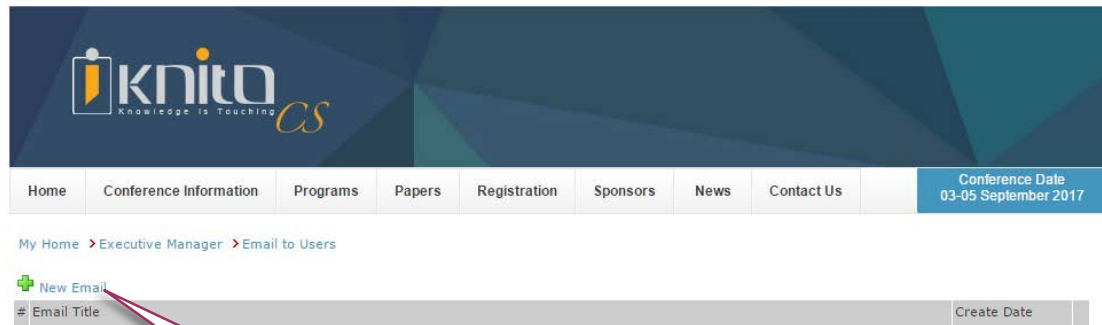 iKnito CS
Knowledge Is Touching
Home Conference Information Programs Papers Registration Sponsors News Contact Us
Conference Date
03-05 September 2017
My Home > Executive Manager > Email to Users
New Email
# Email Title Create Date